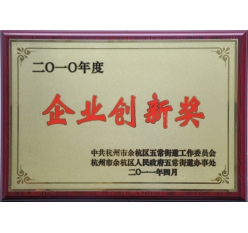 二〇一〇年度
企业创新奖
中共杭州市余杭区五常街道工作委员会
杭州市余杭区人民政府五常街道办事处
二〇一一年四月